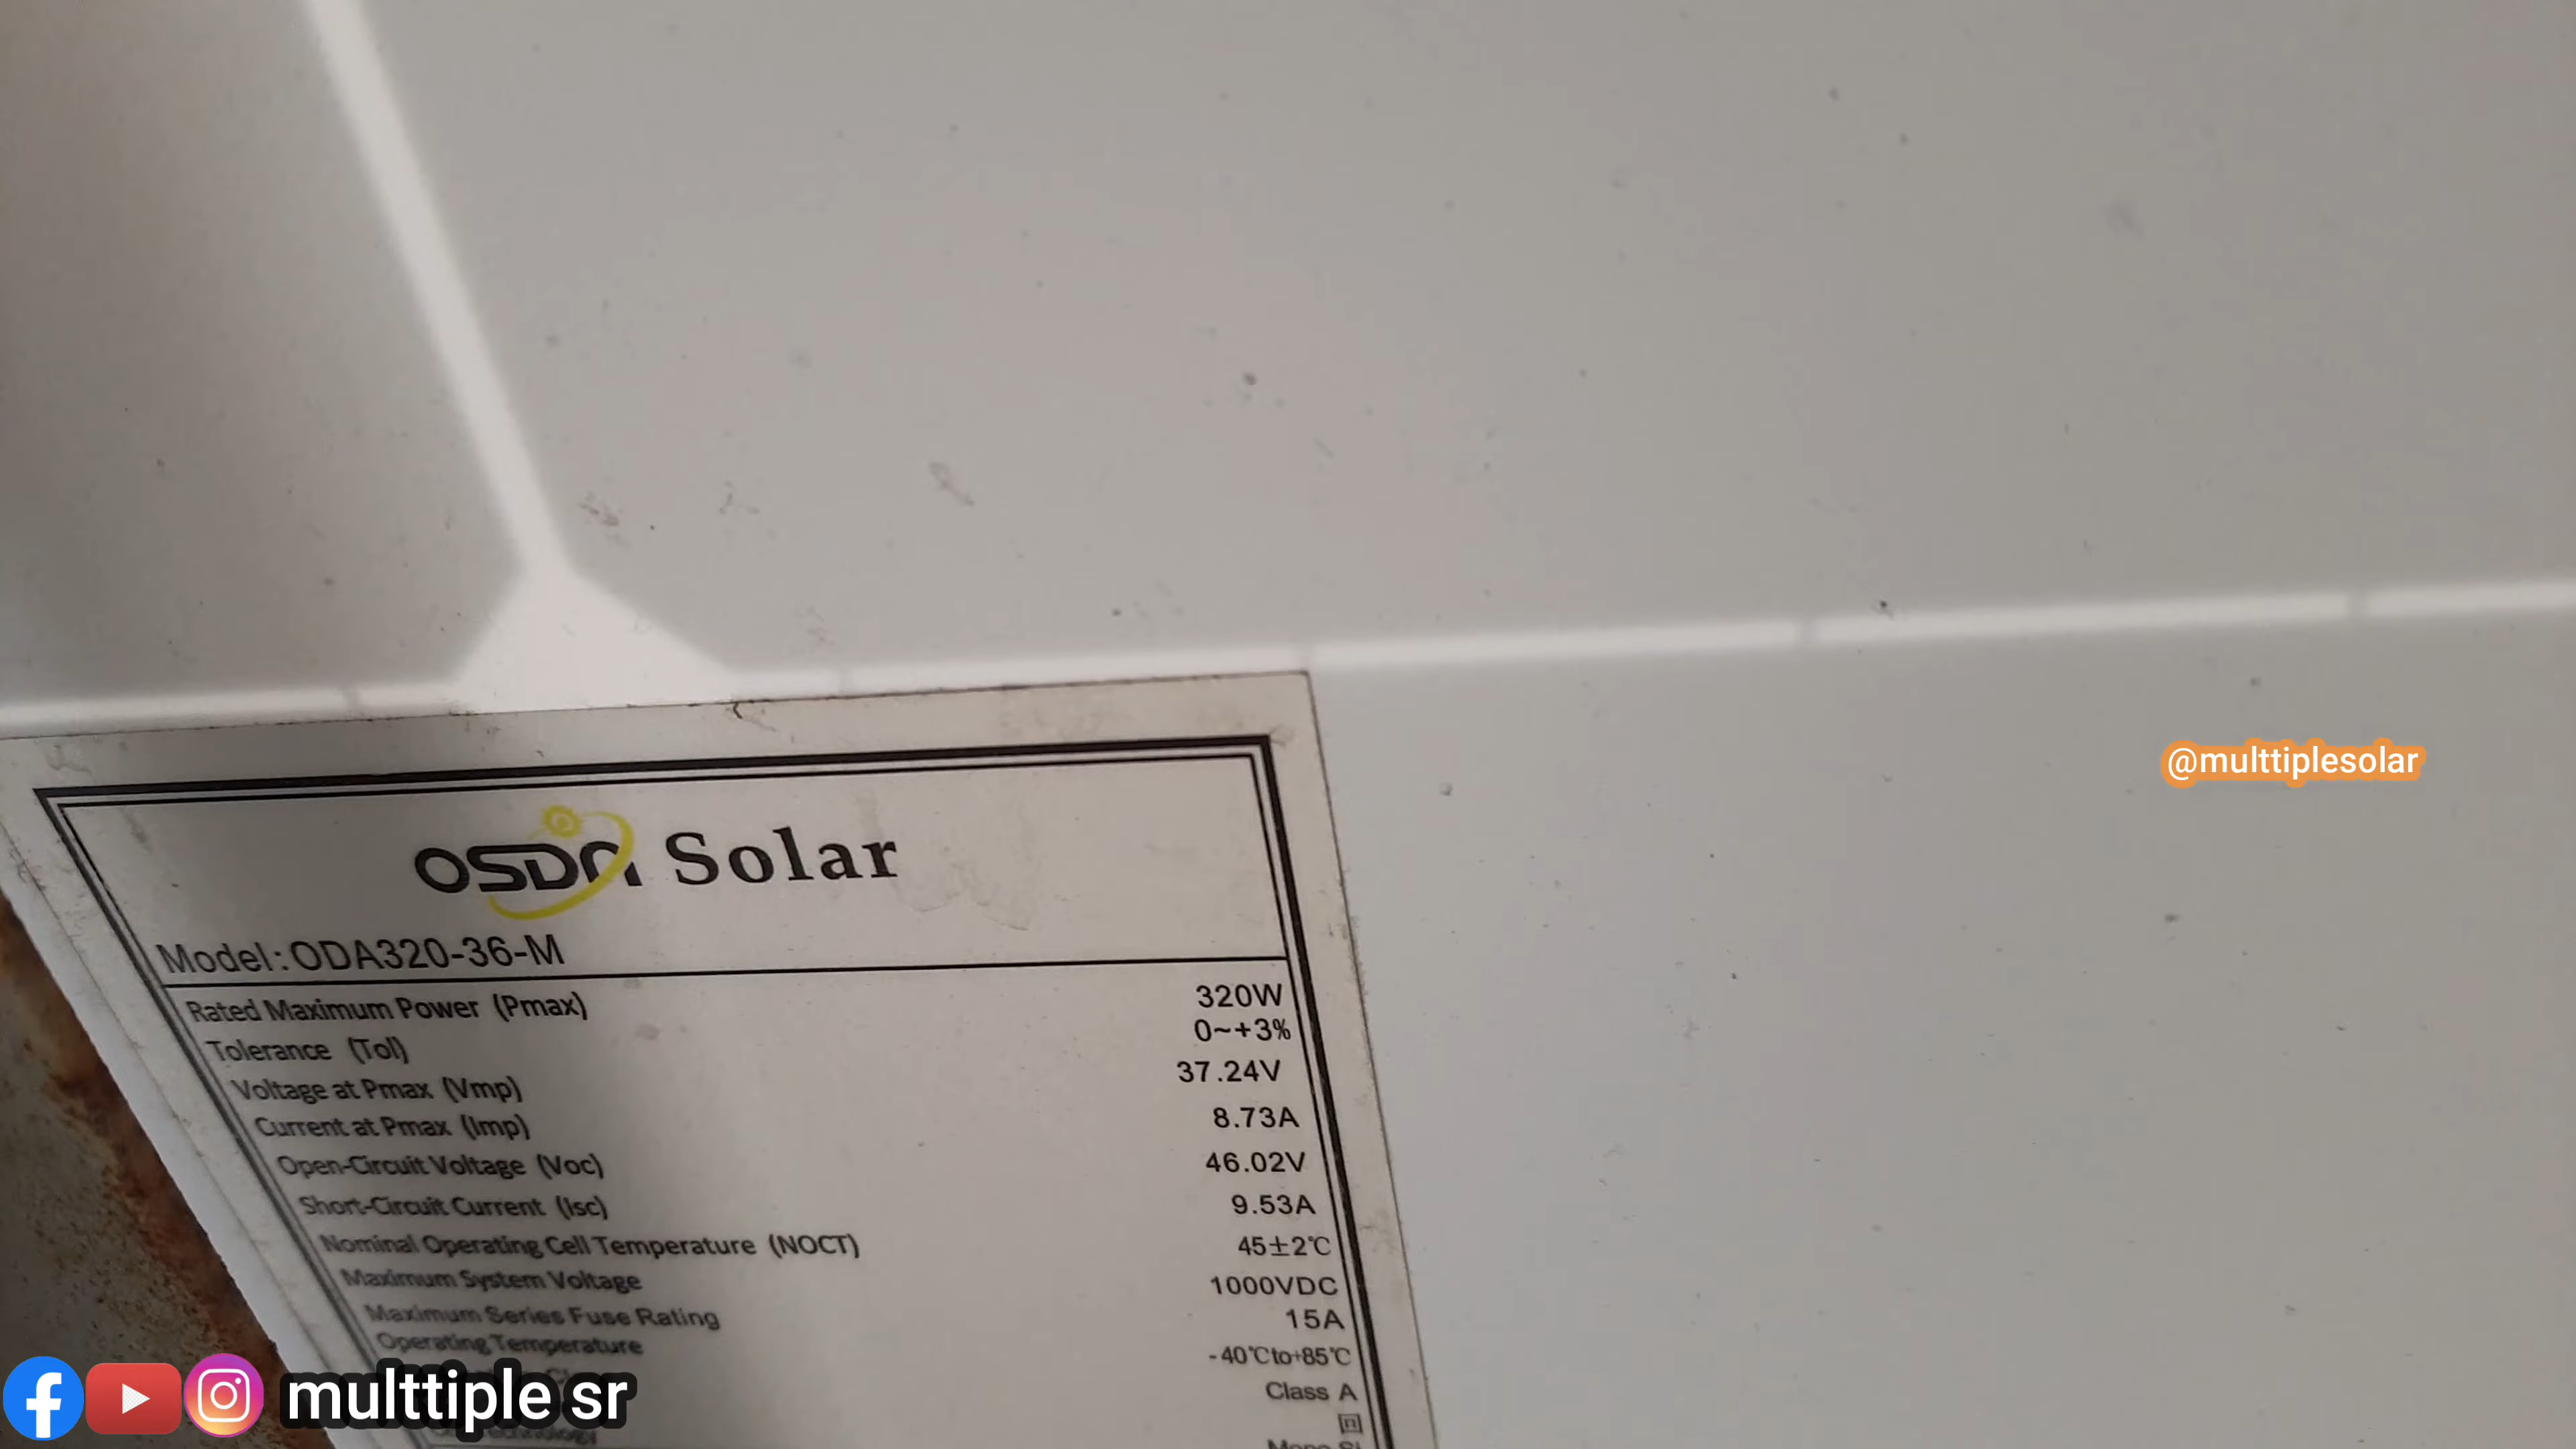 @multtiplesolar
OSDA Solar
Model:ODA320-36-M
Rated Maximum Power (Pmax) 320W
Tolerance (Tol) 0~+3%
Voltage at Pmax (Vmp) 37.24V
Current at Pmax (Imp) 8.73A
Open-Circuit Voltage (Voc) 46.02V
Short-Circuit Current (Isc) 9.53A
Nominal Operating Cell Temperature (NOCT) 45±2℃
Maximum System Voltage 1000VDC
Maximum Series Fuse Rating 15A
Operating Temperature -40℃to+85℃
Class A
multtiple sr